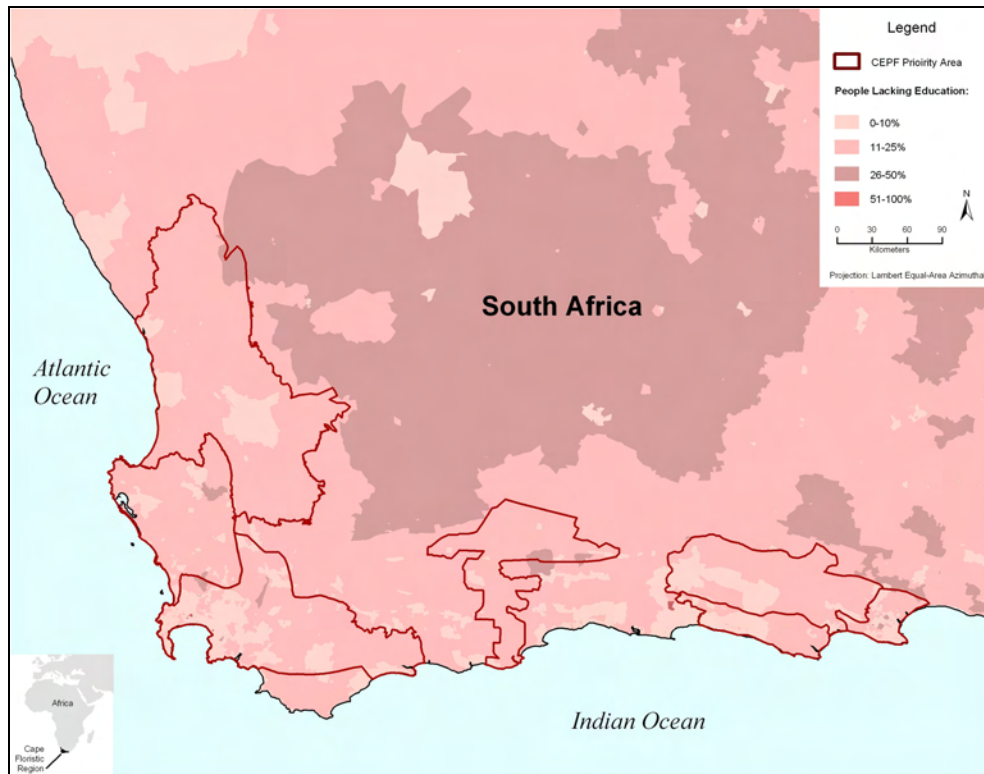 Legend
CEPF Prioirity Area
People Lacking Education:
0-10%
11-25%
26-50%
51-100%
N
0 30 60 90
Kilometers
Projection: Lambert Equal-Area Azimutha
South Africa
Atlantic
Ocean
Indian Ocean
Africa
Cape
Floristic
Region